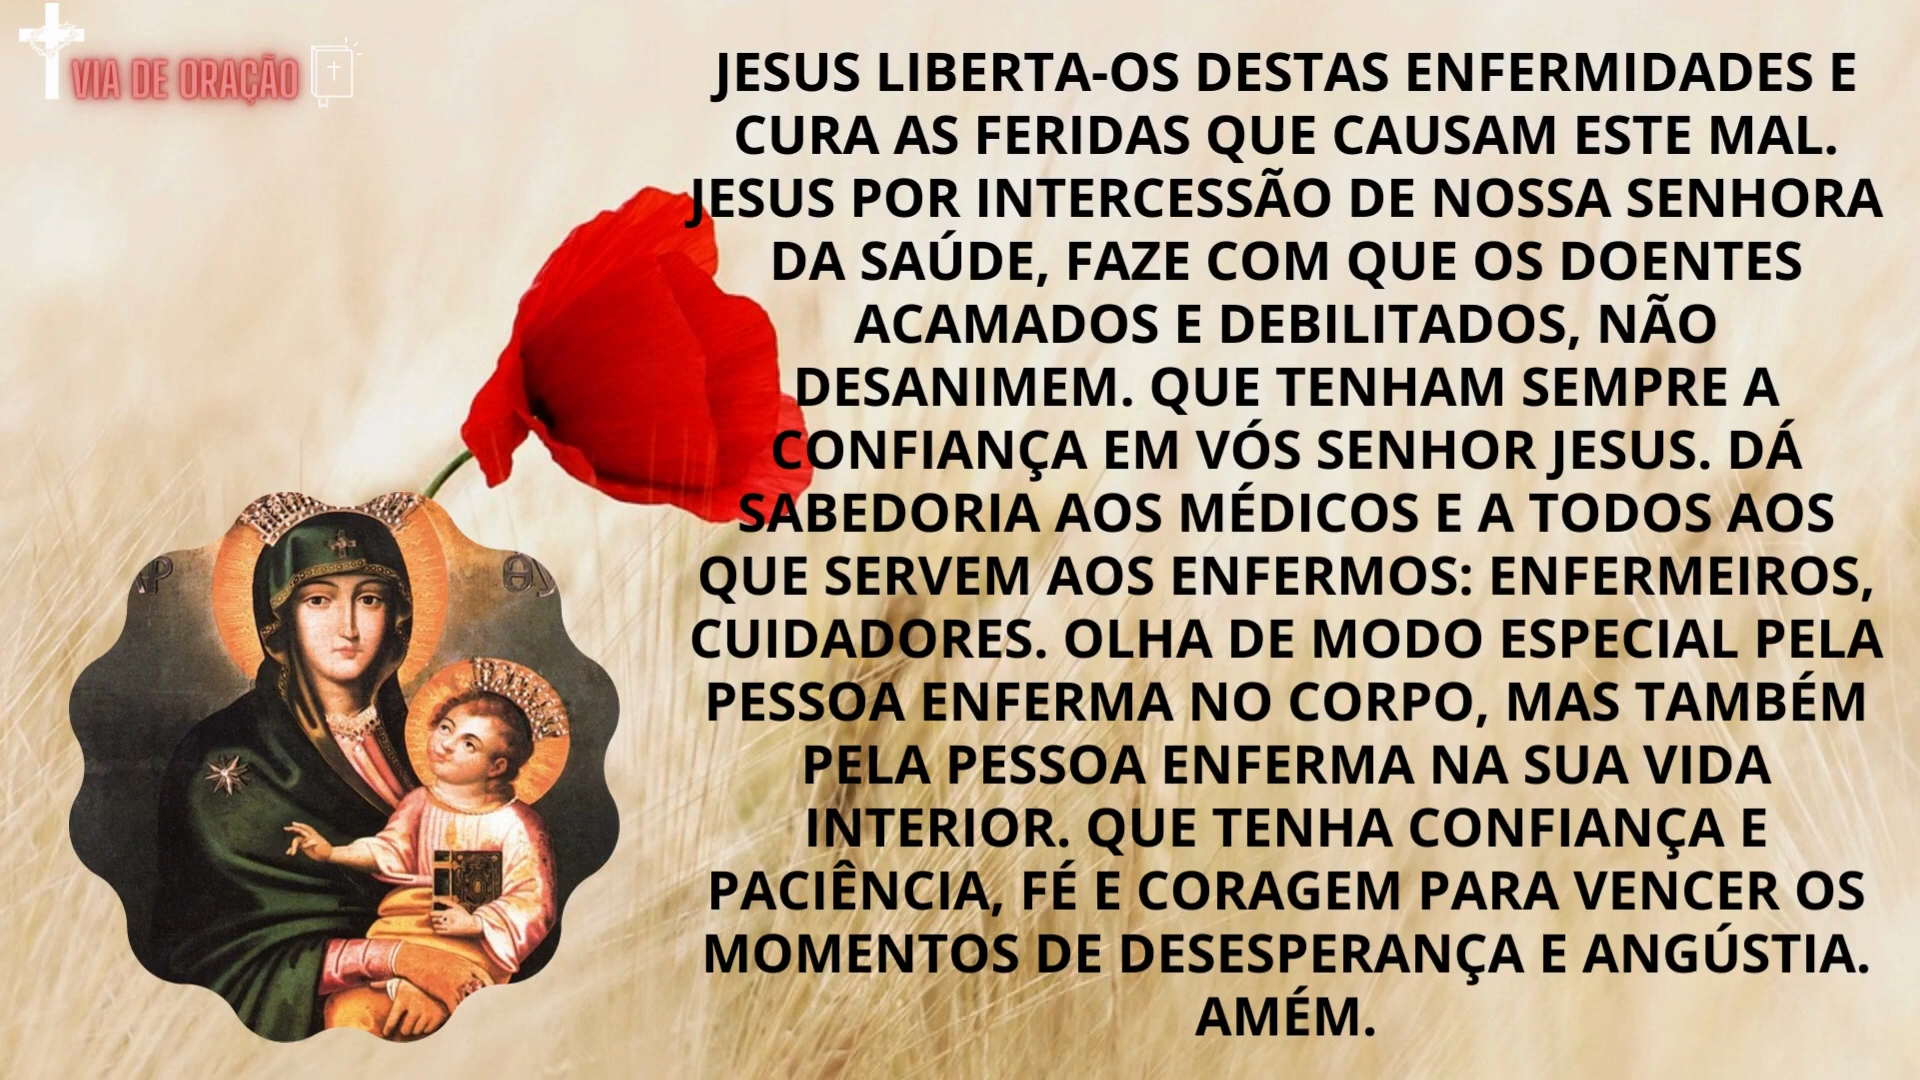 VIA DE ORAÇÃO
JESUS LIBERTA-OS DESTAS ENFERMIDADES E
CURA AS FERIDAS QUE CAUSAM ESTE MAL.
JESUS POR INTERCESSÃO DE NOSSA SENHORA
DA SAÚDE, FAZE COM QUE OS DOENTES
ACAMADOS E DEBILITADOS, NÃO
DESANIMEM. QUE TENHAM SEMPRE A
CONFIANÇA EM VÓS SENHOR JESUS. DÁ
SABEDORIA AOS MÉDICOS E A TODOS AOS
QUE SERVEM AOS ENFERMOS: ENFERMEIROS,
CUIDADORES. OLHA DE MODO ESPECIAL PELA
PESSOA ENFERMA NO CORPO, MAS TAMBÉM
PELA PESSOA ENFERMA NA SUA VIDA
INTERIOR. QUE TENHA CONFIANÇA E
PACIÊNCIA, FÉ E CORAGEM PARA VENCER OS
MOMENTOS DE DESESPERANÇA E ANGÚSTIA.
AMÉM.